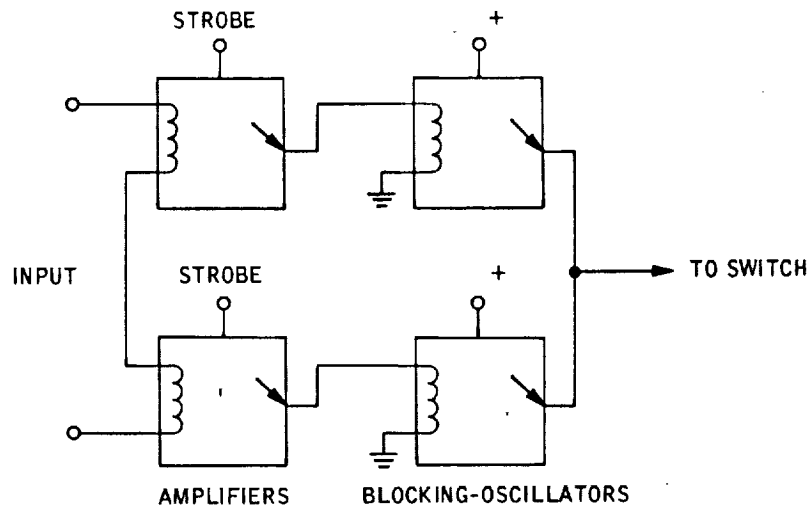 STROBE
+
INPUT
STROBE
+
TO SWITCH
AMPLIFIERS
BLOCKING-OSCILLATORS